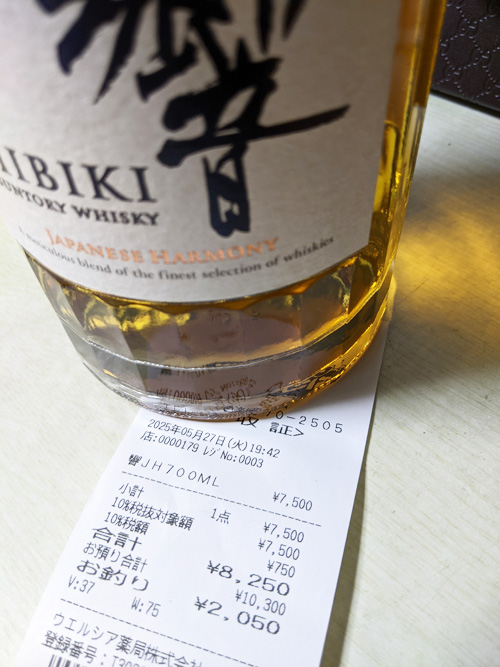 響
HIBIKI
SUNTORY WHISKY
JAPANESE HARMONY
A meticulous blend of the finest selection of whiskies
0-2505
収 証>
2025年05月27日(火)19:42
店:0000179 レジNo:0003
響JH700ML ¥7,500
小計 1点 ¥7,500
10%税抜対象額 ¥7,500
10%税額 ¥750
合計 ¥8,250
お預り合計 ¥10,300
お釣り ¥2,050
V:37 W:75
ウエルシア薬局株式会社
登録番号:T